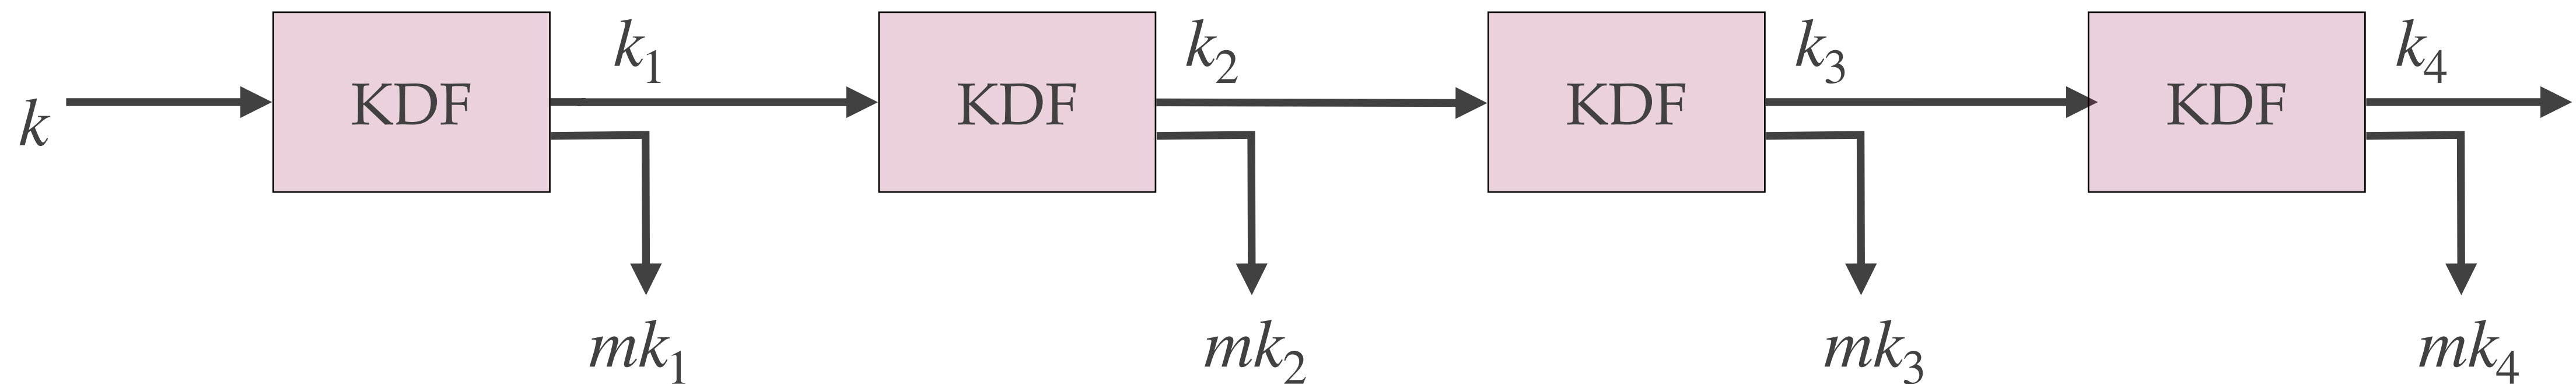 k KDF k₁ KDF k₂ KDF k₃ KDF k₄
mk₁ mk₂ mk₃ mk₄